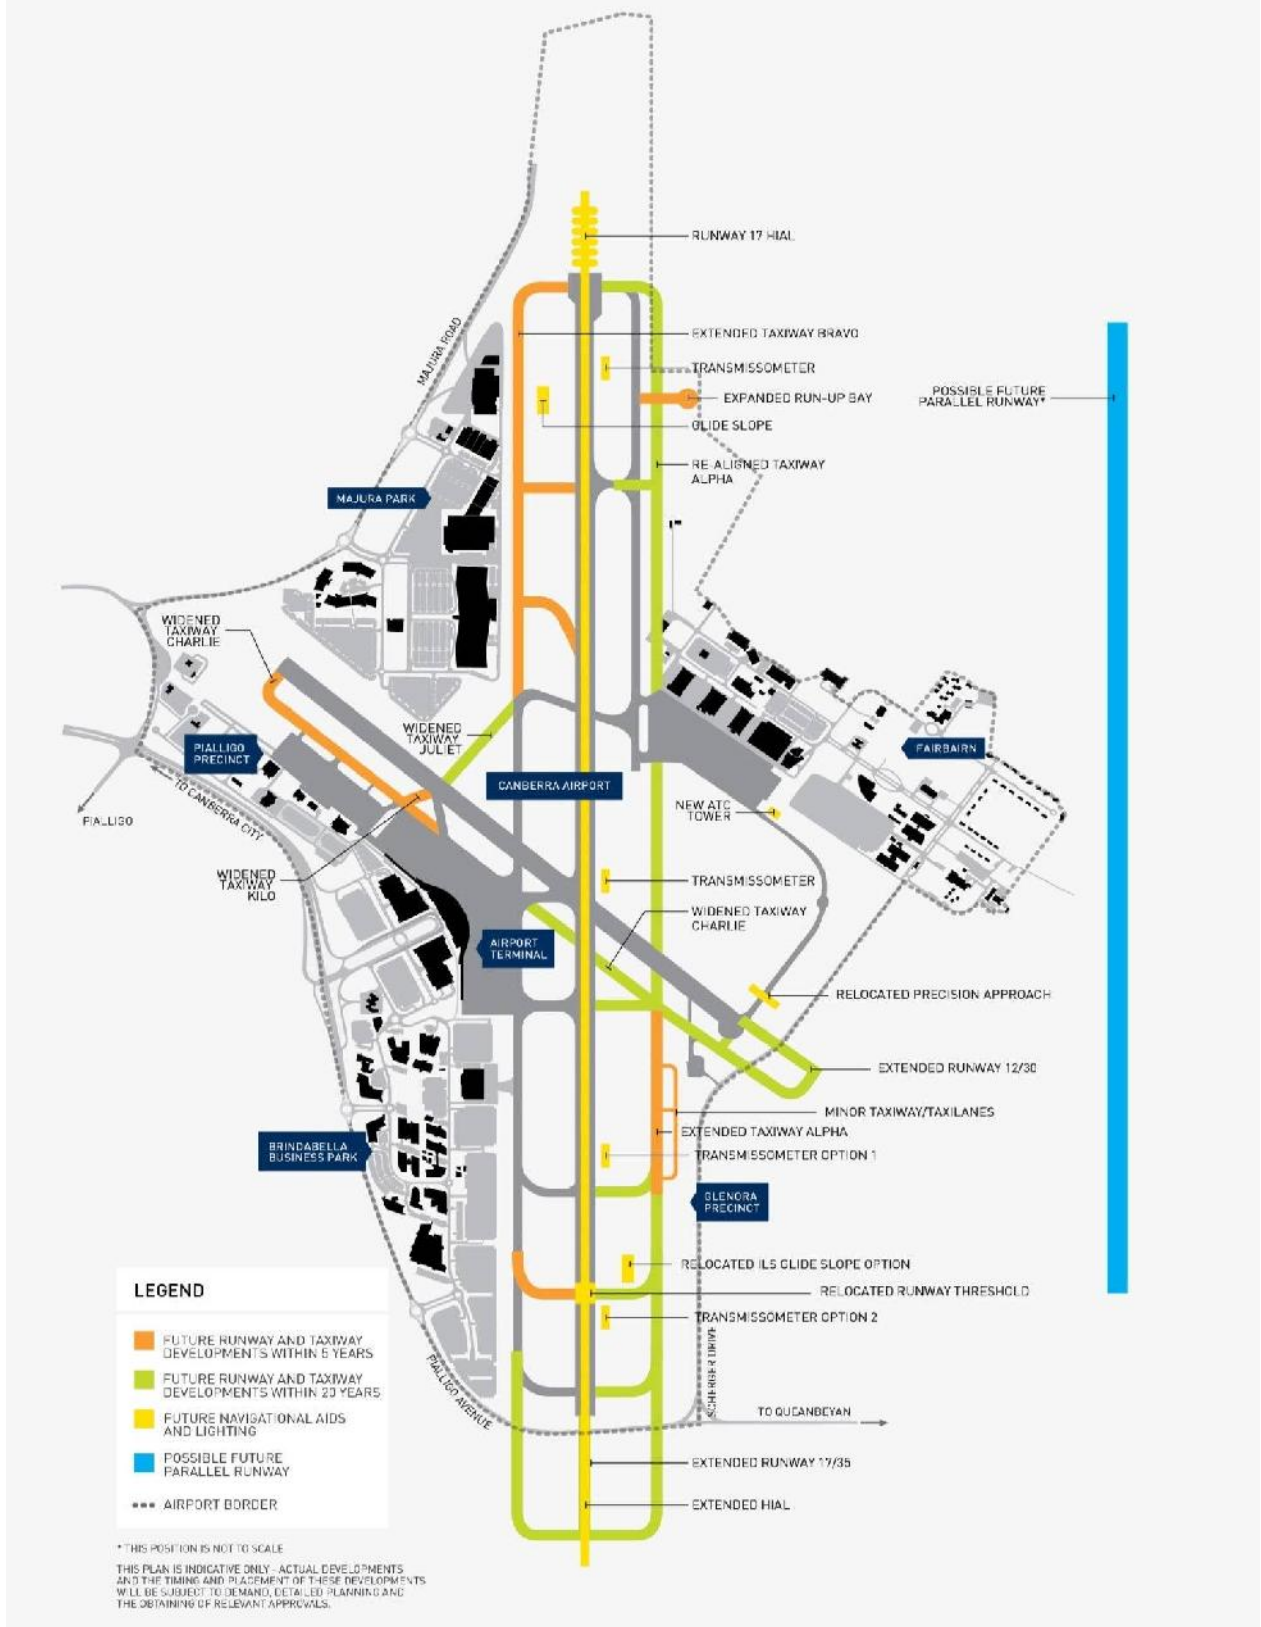 RUNWAY 17 HIAL
MAJURA ROAD
EXTENDED TAXIWAY BRAVO
TRANSMISSOMETER
EXPANDED RUN-UP BAY
POSSIBLE FUTURE
PARALLEL RUNWAY*
GLIDE SLOPE
RE-ALIGNED TAXIWAY
ALPHA
MAJURA PARK
WIDENED
TAXIWAY
CHARLIE
WIDENED
TAXIWAY
JULIET
PIALLIGO
PRECINCT
FAIRBAIRN
CANBERRA AIRPORT
TO CANBERRA CITY
PIALLIGO
NEW ATC
TOWER
WIDENED
TAXIWAY
KILO
TRANSMISSOMETER
WIDENED TAXIWAY
CHARLIE
AIRPORT
TERMINAL
RELOCATED PRECISION APPROACH
EXTENDED RUNWAY 12/30
MINOR TAXIWAY/TAXILANES
EXTENDED TAXIWAY ALPHA
BRINDABELLA
BUSINESS PARK
TRANSMISSOMETER OPTION 1
GLENORA
PRECINCT
RELOCATED ILS GLIDE SLOPE OPTION
RELOCATED RUNWAY THRESHOLD
TRANSMISSOMETER OPTION 2
PIALLIGO AVENUE
SCHERGER DRIVE
TO QUEANBEYAN
EXTENDED RUNWAY 17/35
EXTENDED HIAL
LEGEND
FUTURE RUNWAY AND TAXIWAY
DEVELOPMENTS WITHIN 5 YEARS
FUTURE RUNWAY AND TAXIWAY
DEVELOPMENTS WITHIN 20 YEARS
FUTURE NAVIGATIONAL AIDS
AND LIGHTING
POSSIBLE FUTURE
PARALLEL RUNWAY
AIRPORT BORDER
* THIS POSITION IS NOT TO SCALE
THIS PLAN IS INDICATIVE ONLY - ACTUAL DEVELOPMENTS
AND THE TIMING AND PLACEMENT OF THESE DEVELOPMENTS
WILL BE SUBJECT TO DEMAND, DETAILED PLANNING AND
THE OBTAINING OF RELEVANT APPROVALS.